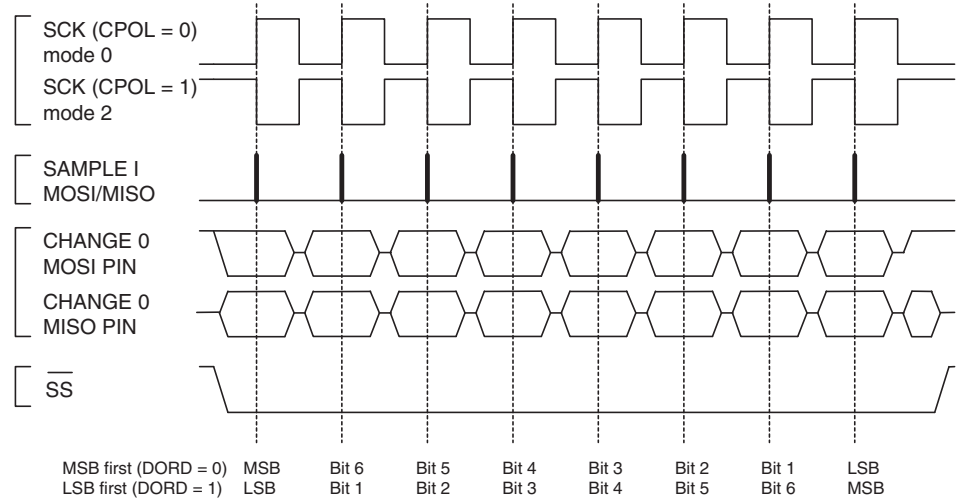 SCK (CPOL = 0)
mode 0
SCK (CPOL = 1)
mode 2
SAMPLE I
MOSI/MISO
CHANGE 0
MOSI PIN
CHANGE 0
MISO PIN
SS
MSB first (DORD = 0) MSB Bit 6 Bit 5 Bit 4 Bit 3 Bit 2 Bit 1 LSB
LSB first (DORD = 1) LSB Bit 1 Bit 2 Bit 3 Bit 4 Bit 5 Bit 6 MSB